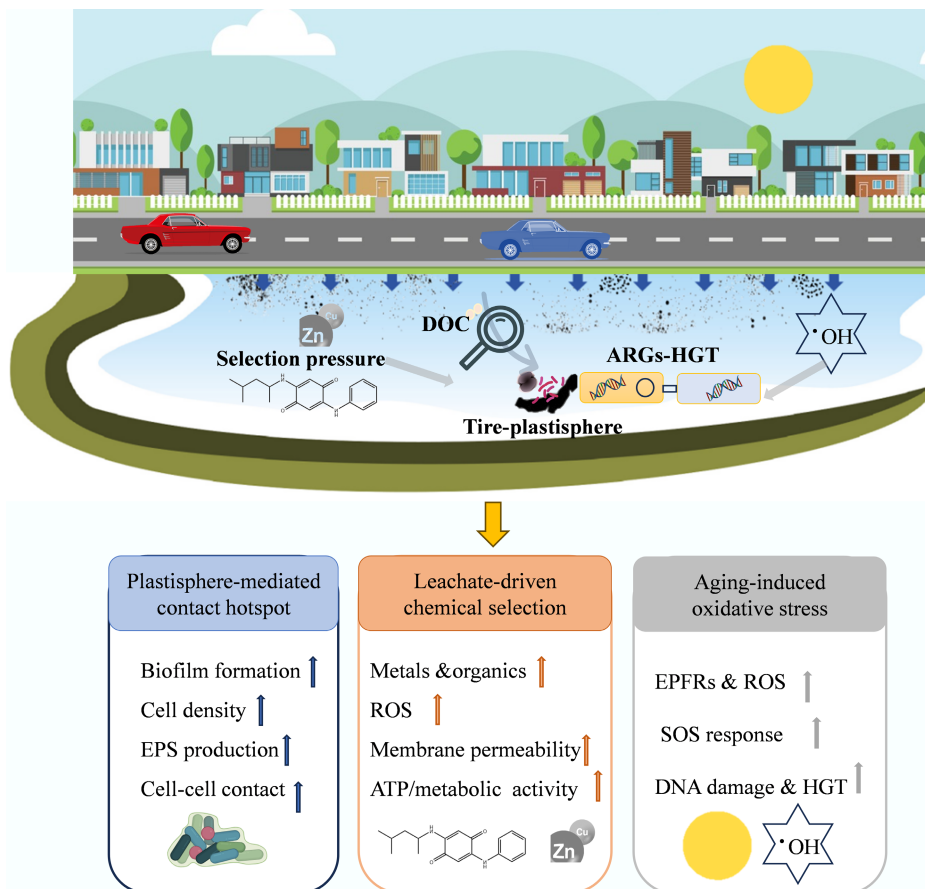 Cu
Zn
DOC
Selection pressure
ARGs-HGT
•OH
H
N
O
O
N
H
Tire-plastisphere
Plastisphere-mediated
contact hotspot
Biofilm formation
Cell density
EPS production
Cell-cell contact
Leachate-driven
chemical selection
Metals &organics
ROS
Membrane permeability
ATP/metabolic activity
H
N
O
O
N
H
Cu
Zn
Aging-induced
oxidative stress
EPFRs & ROS
SOS response
DNA damage & HGT
•OH